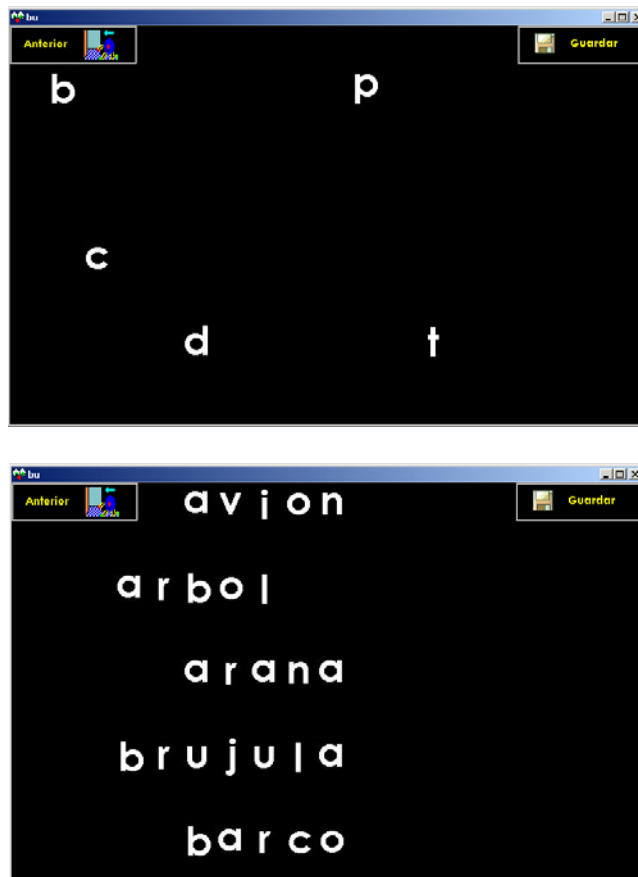 bu
Anterior Guardar
b p
c
d t
bu
Anterior avion Guardar
arbol
arana
brujula
barco